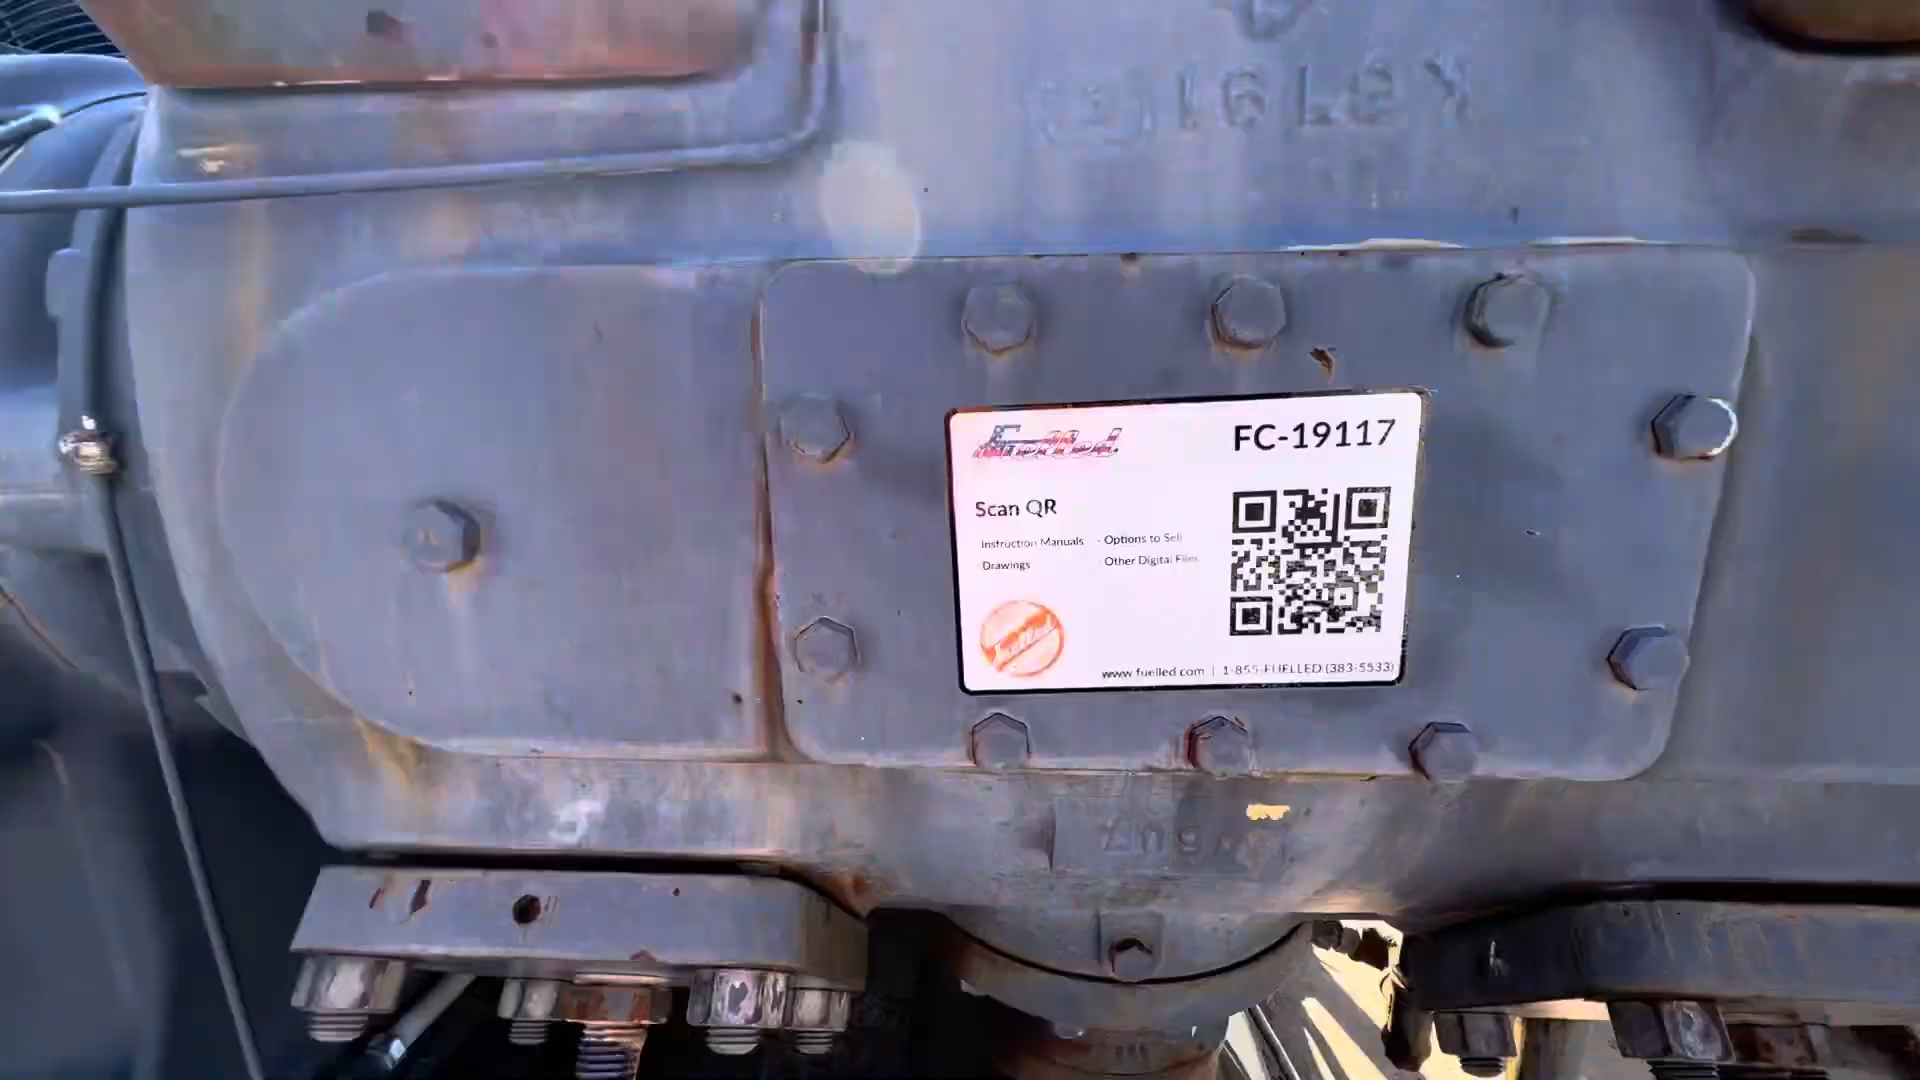 Fuelled.
FC-19117
Scan QR
Instruction Manuals
- Options to Sell
Drawings
Other Digital Files
Fuelled
www.fuelled.com | 1-855-FUELLED (383-5533)